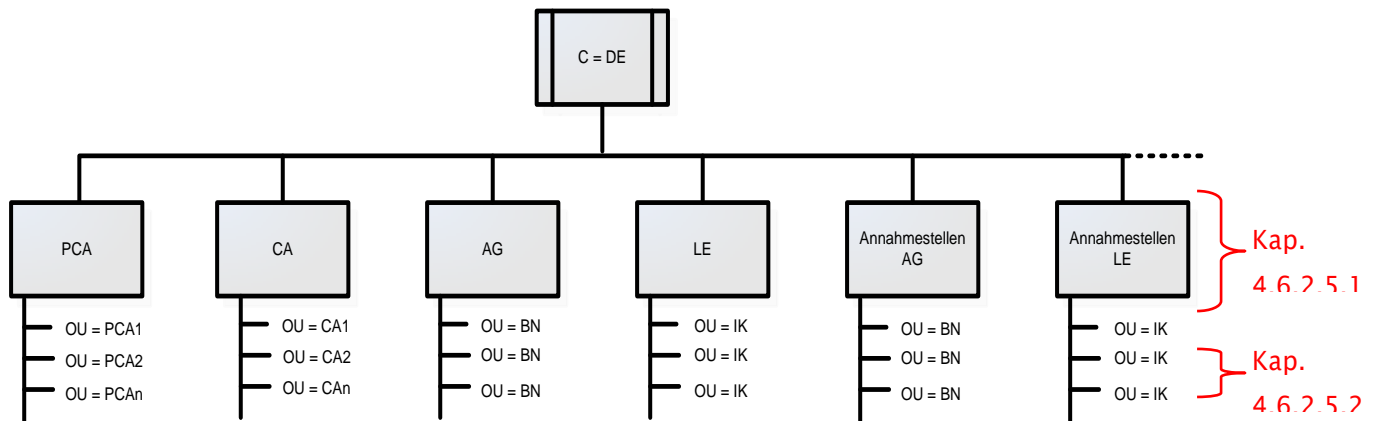 C = DE
PCA
CA
AG
LE
Annahmestellen
AG
Annahmestellen
LE
Kap.
4.6.2.5.1
OU = PCA1
OU = PCA2
OU = PCAn
OU = CA1
OU = CA2
OU = CAn
OU = BN
OU = BN
OU = BN
OU = IK
OU = IK
OU = IK
OU = BN
OU = BN
OU = BN
OU = IK
OU = IK
OU = IK
Kap.
4.6.2.5.2